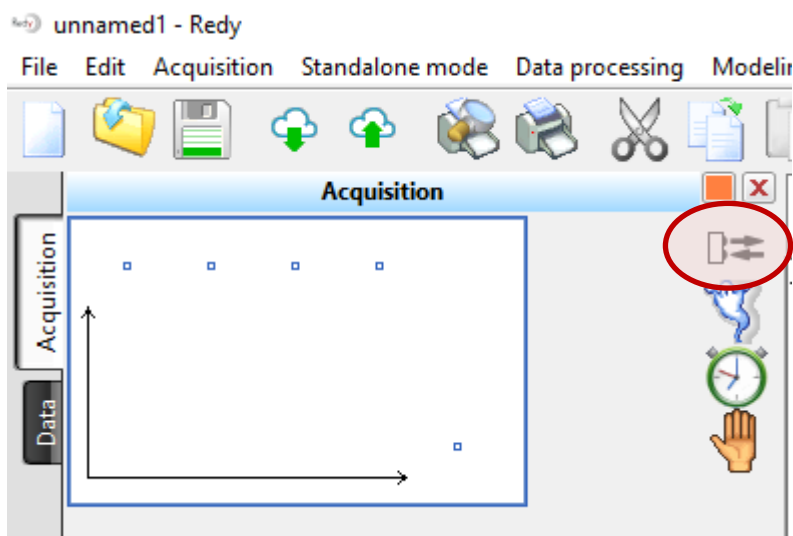 unnamed1 - Redy
File Edit Acquisition Standalone mode Data processing
Acquisition
Acquisition
Data